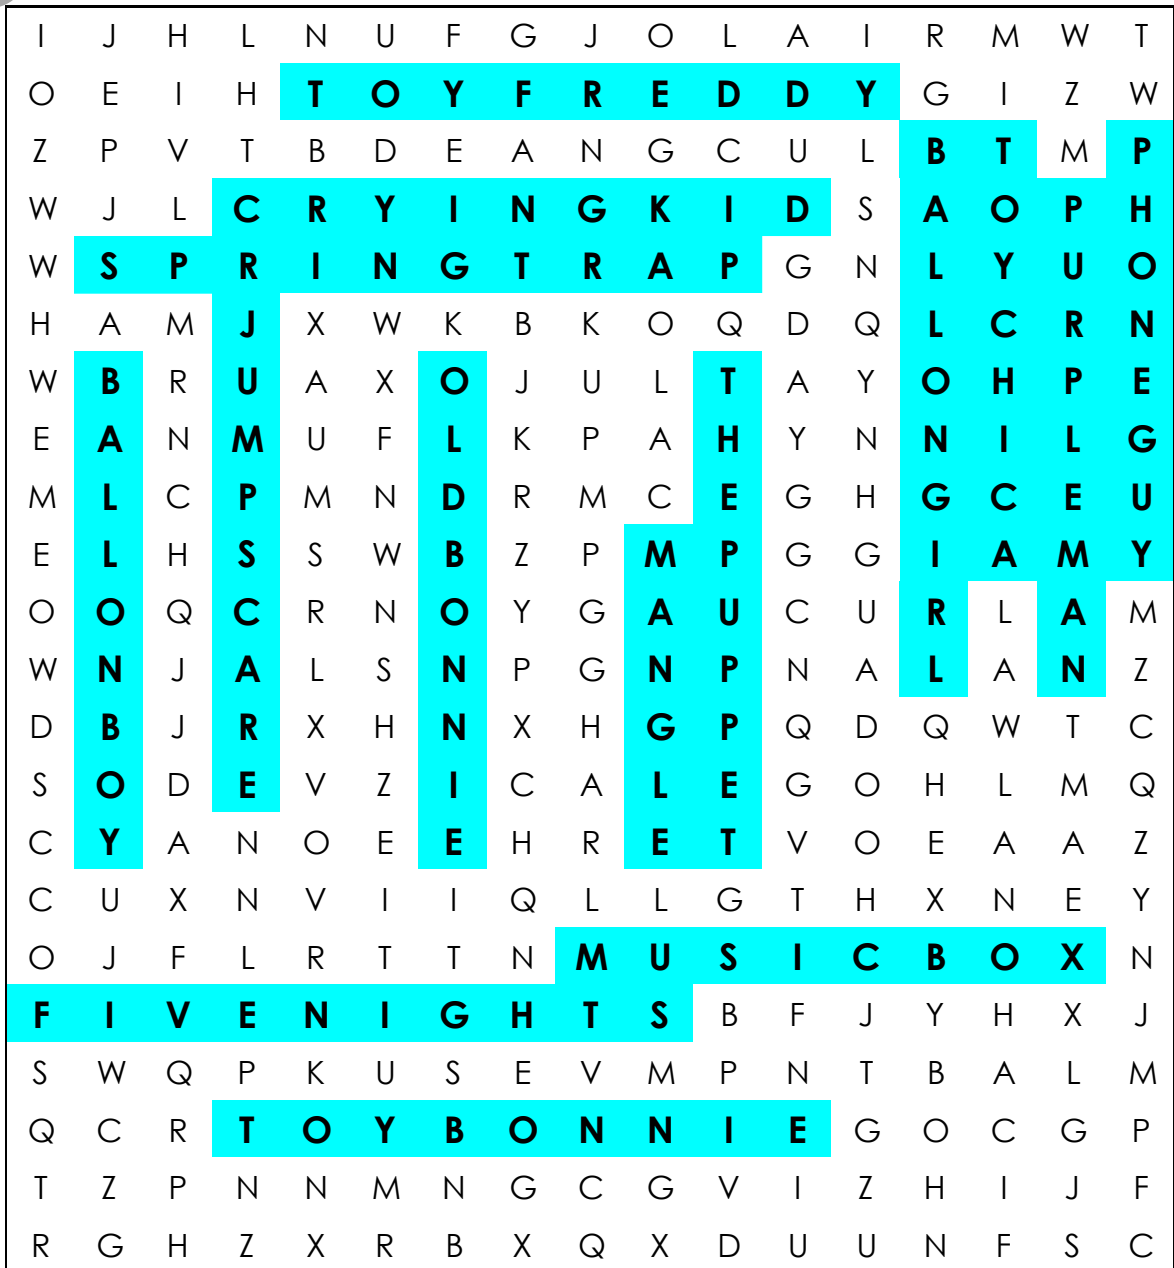 I J H L N U F G J O L A I R M W T
O E I H T O Y F R E D D Y G I Z W
Z P V T B D E A N G C U L B T M P
W J L C R Y I N G K I D S A O P H
W S P R I N G T R A P G N L Y U O
H A M J X W K B K O Q D Q L C R N
W B R U A X O J U L T A Y O H P E
E A N M U F L K P A H Y N N I L G
M L C P M N D R M C E G H G C E U
E L H S S W B Z P M P G G I A M Y
O O Q C R N O Y G A U C U R L A M
W N J A L S N P G N P N A L A N Z
D B J R X H N X H G P Q D Q W T C
S O D E V Z I C A L E G O H L M Q
C Y A N O E E H R E T V O E A A Z
C U X N V I I Q L L G T H X N E Y
O J F L R T T N M U S I C B O X N
F I V E N I G H T S B F J Y H X J
S W Q P K U S E V M P N T B A L M
Q C R T O Y B O N N I E G O C G P
T Z P N N M N G C G V I Z H I J F
R G H Z X R B X Q X D U U N F S C